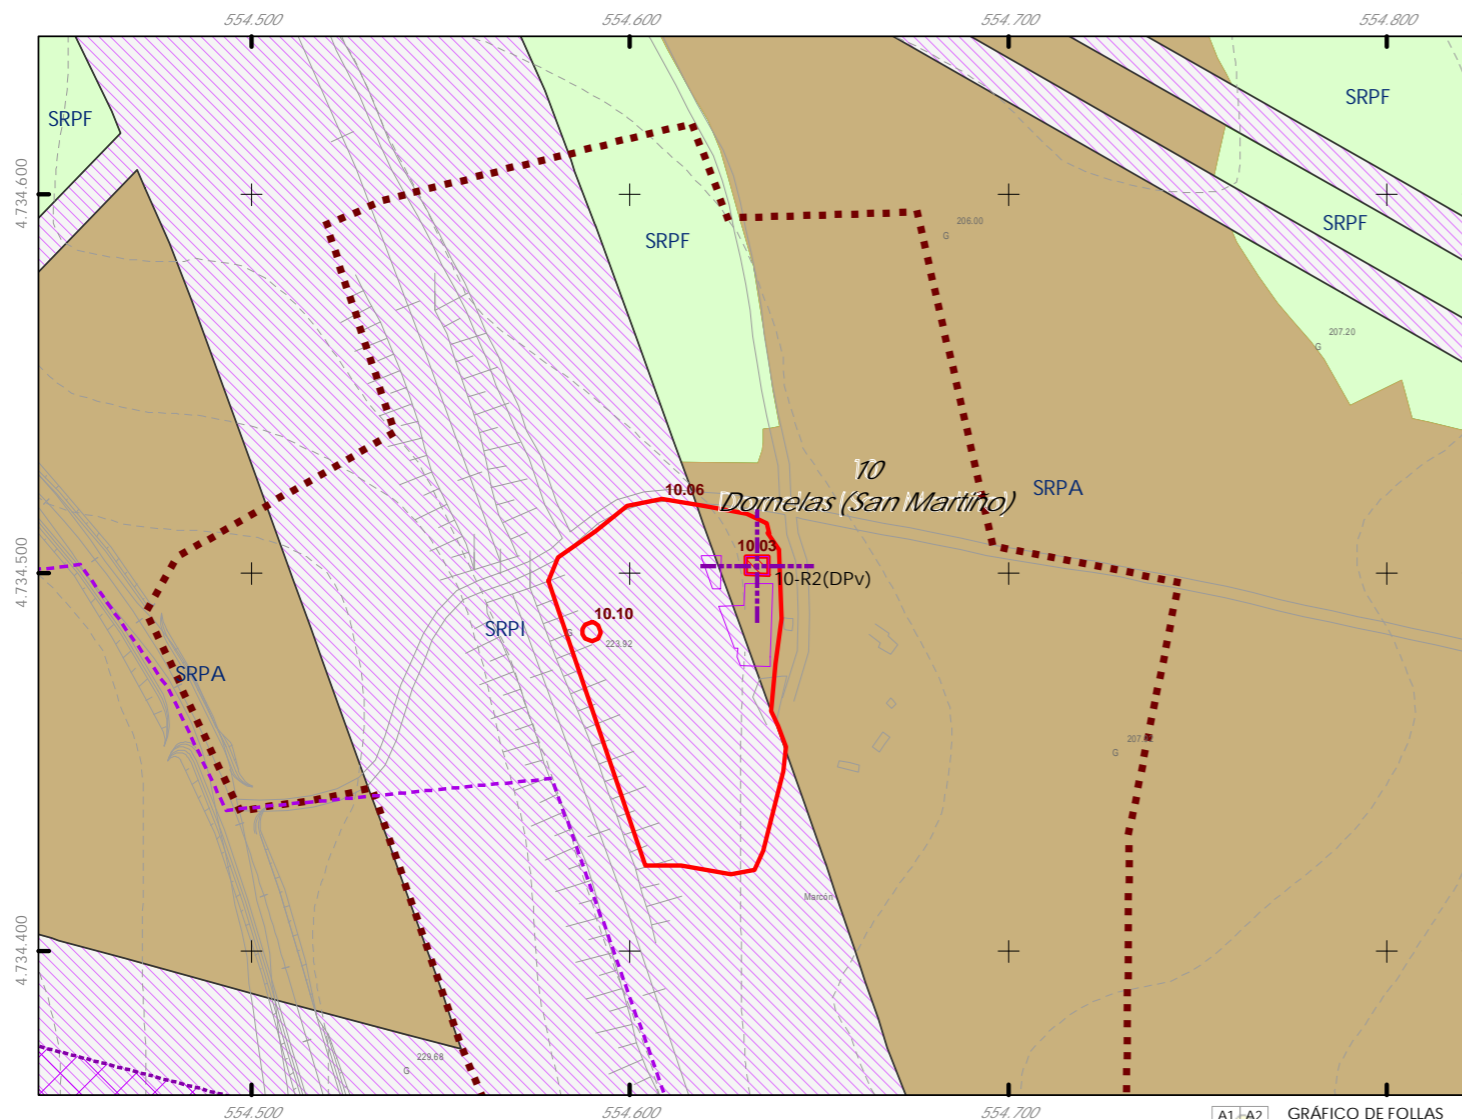 554.500
554.600
554.700
554.800
SRPF
SRPF
4.734.600
206.00
G
SRPF
SRPF
207.20
G
10
10.06
Dornelas (San Martiño)
SRPA
4.734.500
10.03
10-R2(DPv)
10.10
G
223.92
SRPI
SRPA
G
Marcón
4.734.400
229.68
G
554.500
554.600
554.700
A1 A2
GRÁFICO DE FOLLAS